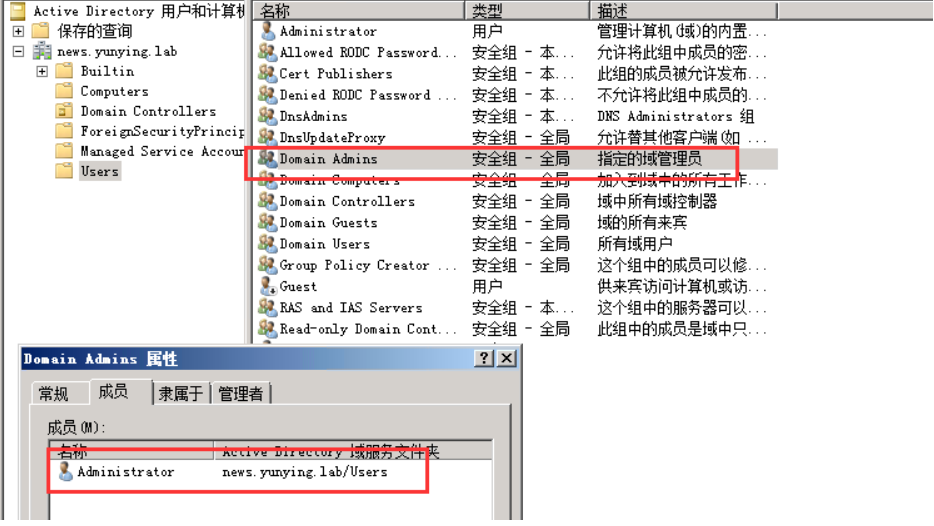 Active Directory 用户和计算机
保存的查询
news.yunying.lab
Builtin
Computers
Domain Controllers
ForeignSecurityPrincip
Managed Service Accoun
Users
名称 类型 描述
Administrator 用户 管理计算机(域)的内置...
Allowed RODC Password... 安全组 - 本... 允许将此组中成员的密...
Cert Publishers 安全组 - 本... 此组的成员被允许发布...
Denied RODC Password ... 安全组 - 本... 不允许将此组中成员的...
DnsAdmins 安全组 - 本... DNS Administrators 组
DnsUpdateProxy 安全组 - 全局 允许替其他客户端(如 ...
Domain Admins 安全组 - 全局 指定的域管理员
Domain Computers 安全组 - 全局 加入到域中的所有工作...
Domain Controllers 安全组 - 全局 域中所有域控制器
Domain Guests 安全组 - 全局 域的所有来宾
Domain Users 安全组 - 全局 所有域用户
Group Policy Creator ... 安全组 - 全局 这个组中的成员可以修...
Guest 用户 供来宾访问计算机或访...
RAS and IAS Servers 安全组 - 本... 这个组中的服务器可以...
Read-only Domain Cont... 安全组 - 全局 此组中的成员是域中只...
Domain Admins 属性
常规 成员 隶属于 管理者
成员(M):
名称 Active Directory 域服务文件夹
Administrator news.yunying.lab/Users